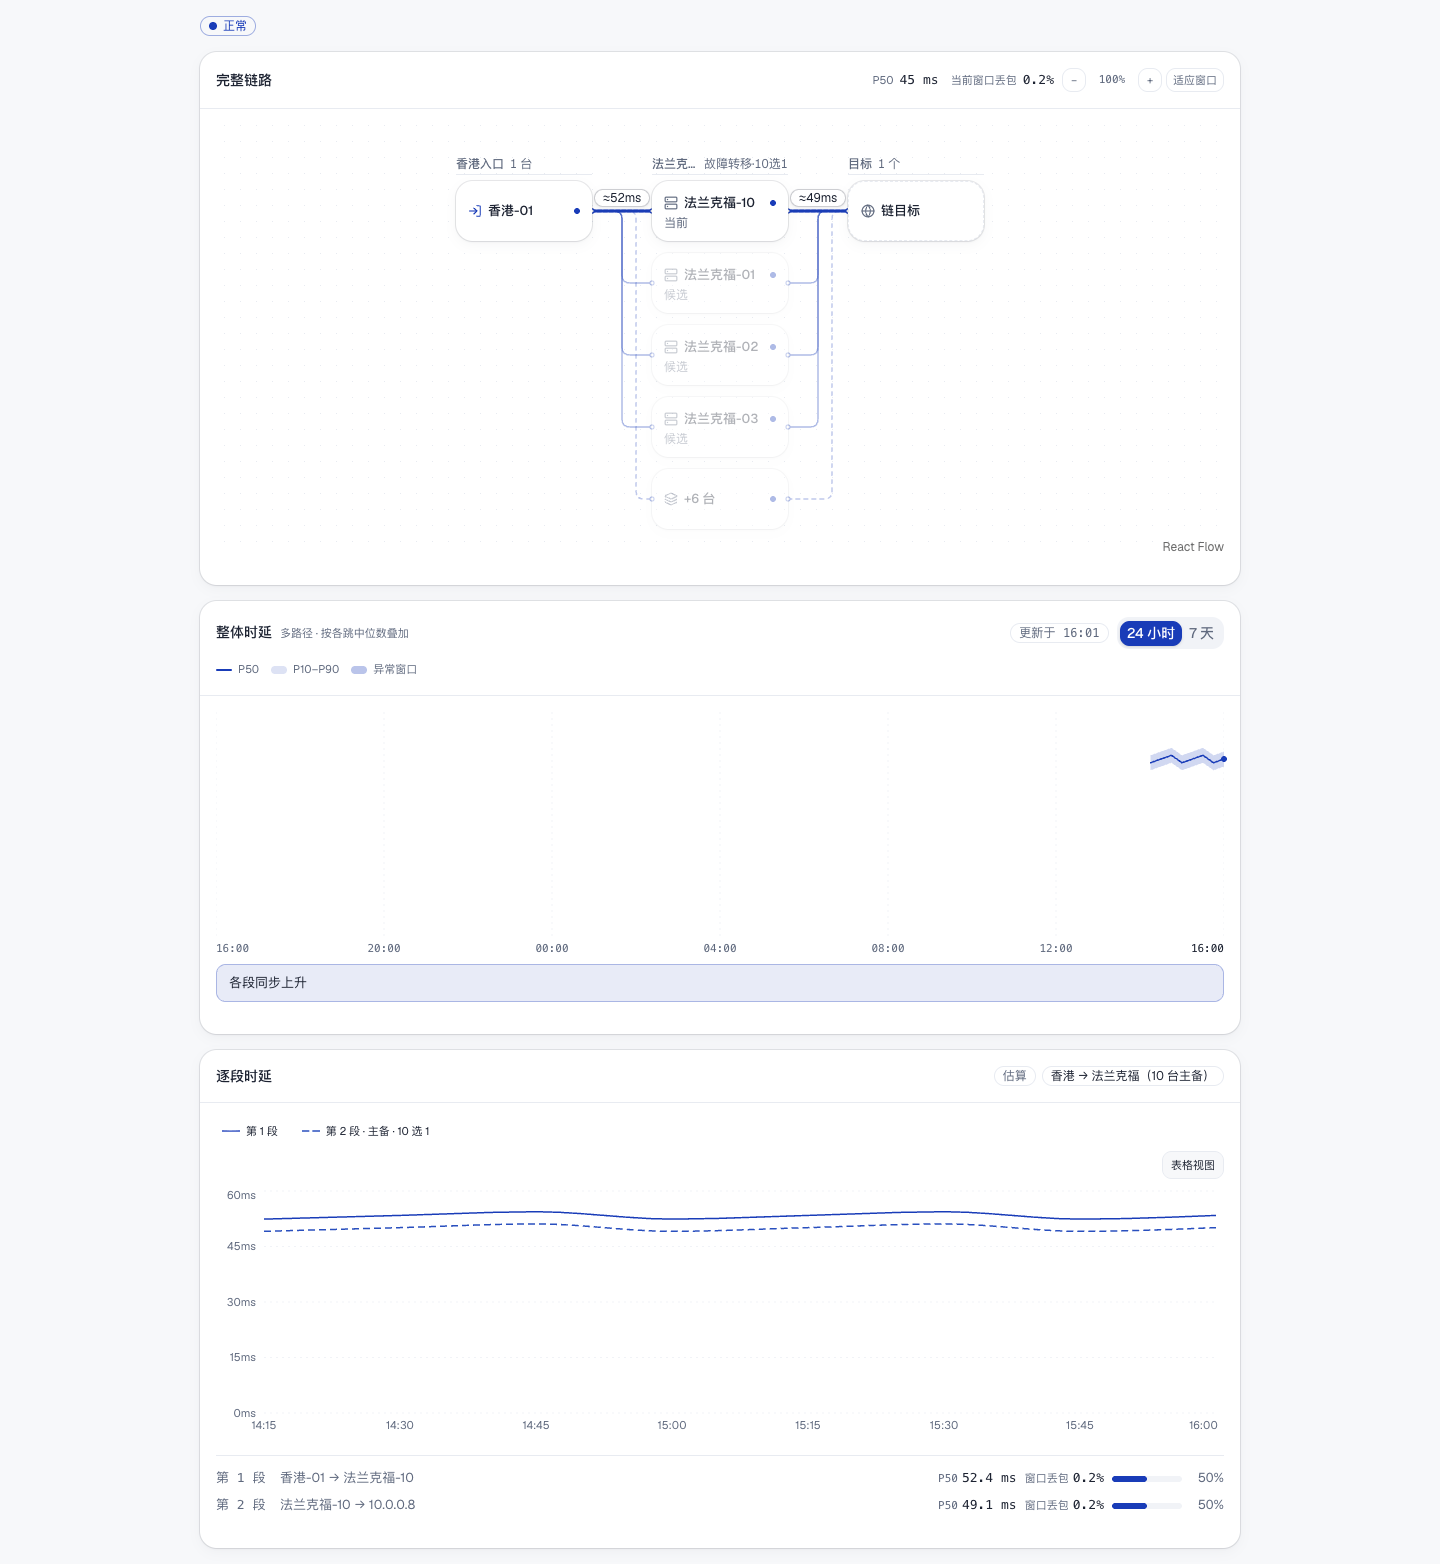 正常
完整链路
P50 45 ms 当前窗口丢包 0.2% − 100% + 适应窗口
香港入口 1 台
法兰克... 故障转移·10选1
目标 1 个
香港-01
≈52ms
法兰克福-10
当前
≈49ms
链目标
法兰克福-01
候选
法兰克福-02
候选
法兰克福-03
候选
+6 台
React Flow
整体时延 多路径 · 按各跳中位数叠加
更新于 16:01 24 小时 7 天
P50 P10–P90 异常窗口
16:00 20:00 00:00 04:00 08:00 12:00 16:00
各段同步上升
逐段时延
估算 香港 → 法兰克福（10 台主备）
第 1 段 第 2 段 · 主备 · 10 选 1
表格视图
60ms
45ms
30ms
15ms
0ms
14:15 14:30 14:45 15:00 15:15 15:30 15:45 16:00
第 1 段 香港-01 → 法兰克福-10 P50 52.4 ms 窗口丢包 0.2% 50%
第 2 段 法兰克福-10 → 10.0.0.8 P50 49.1 ms 窗口丢包 0.2% 50%